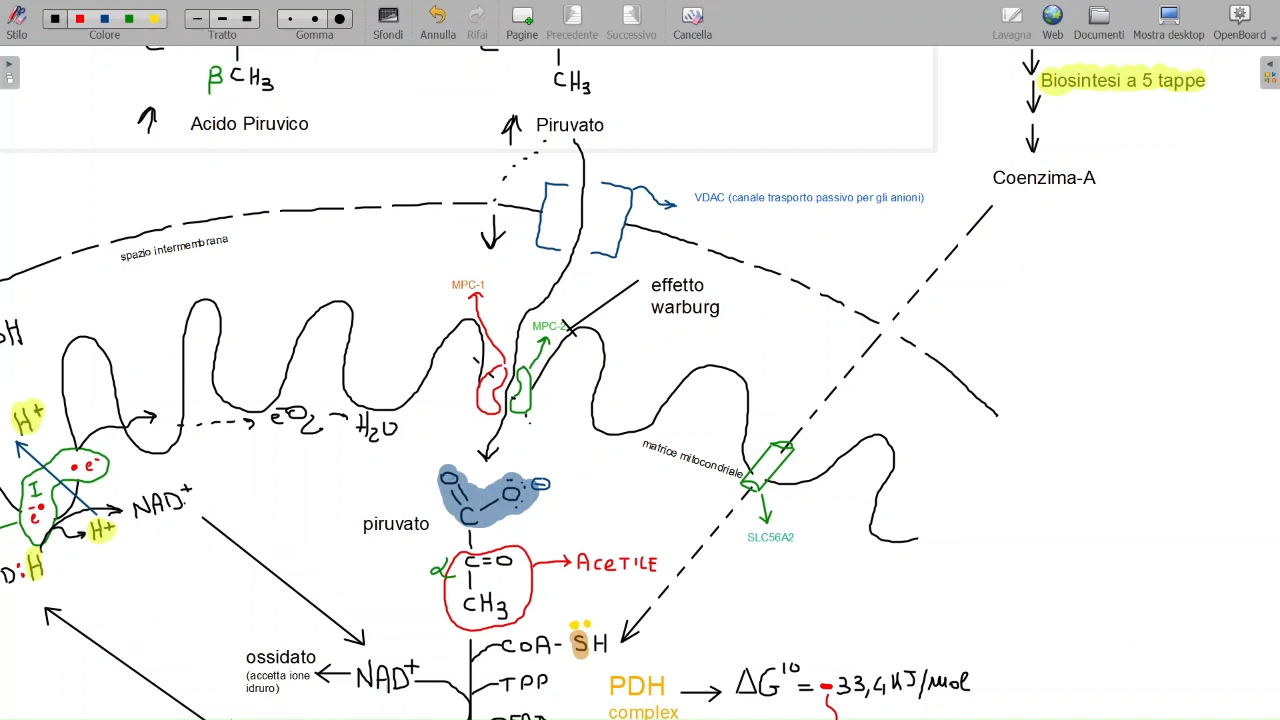 Stilo
Colore
Tratto
Gomma
Sfondi
Annulla
Rifai
Pagine
Precedente
Successivo
Cancella
Lavagna
Web
Documenti
Mostra desktop
OpenBoard
β CH3
CH3
Biosintesi a 5 tappe
Acido Piruvico
Piruvato
Coenzima-A
VDAC (canale trasporto passivo per gli anioni)
spazio intermembrana
MPC-1
effetto
warburg
MPC-2
H+
O2
H2O
e-
I
e-
NAD+
H+
H
matrice mitocondriale
SLC56A2
O
O
C
piruvato
α
C=O
ACETILE
CH3
COA-SH
ossidato
(accetta ione
idruro)
NAD+
TPP
PDH
complex
ΔG'° = -33,4 KJ/mol